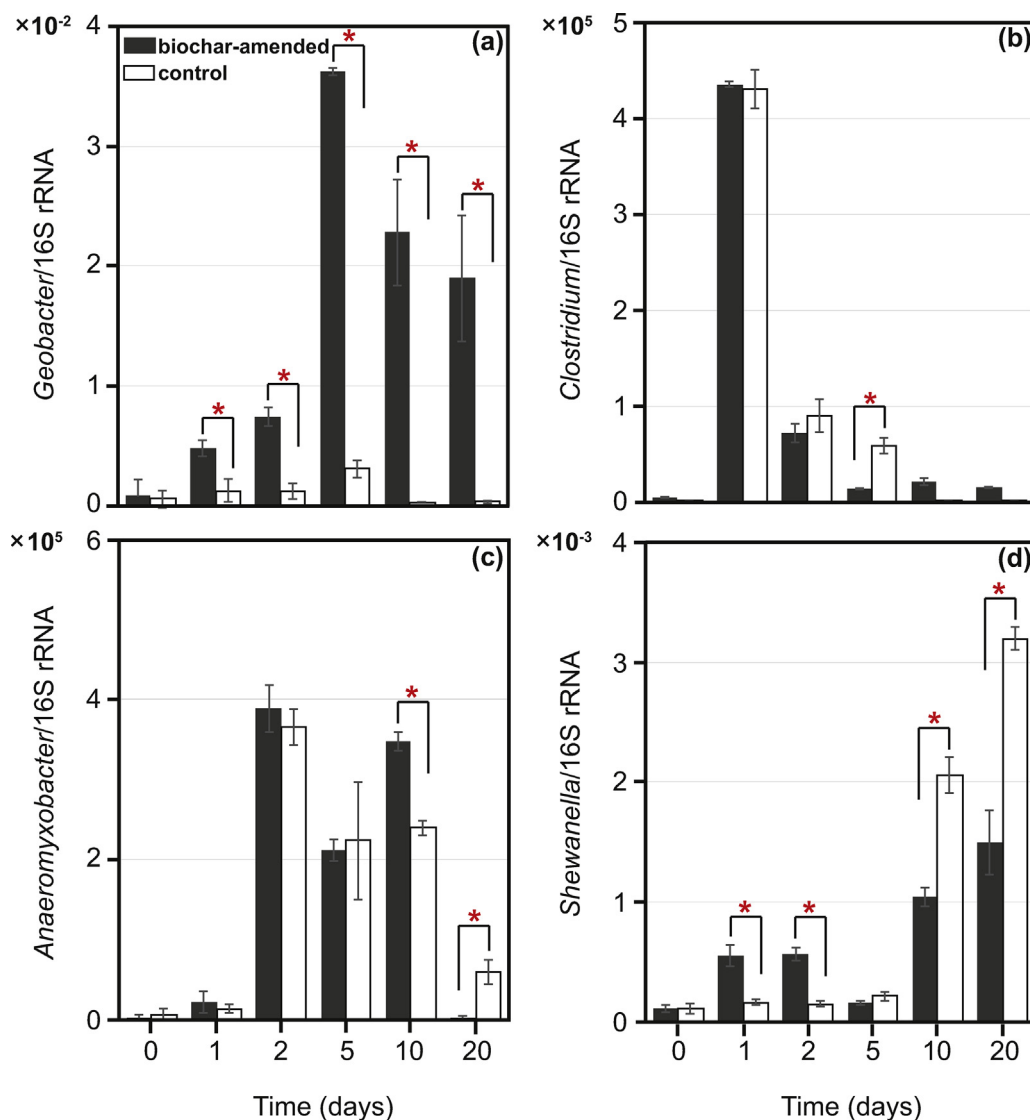 ×10⁻²
4
3
2
1
0
Geobacter/16S rRNA
biochar-amended
control
(a)
*
*
*
*
*
×10⁵
5
4
3
2
1
0
Clostridium/16S rRNA
(b)
*
×10⁵
6
4
2
0
Anaeromyxobacter/16S rRNA
(c)
*
*
0 1 2 5 10 20
Time (days)
×10⁻³
4
3
2
1
0
Shewanella/16S rRNA
(d)
*
*
*
*
0 1 2 5 10 20
Time (days)